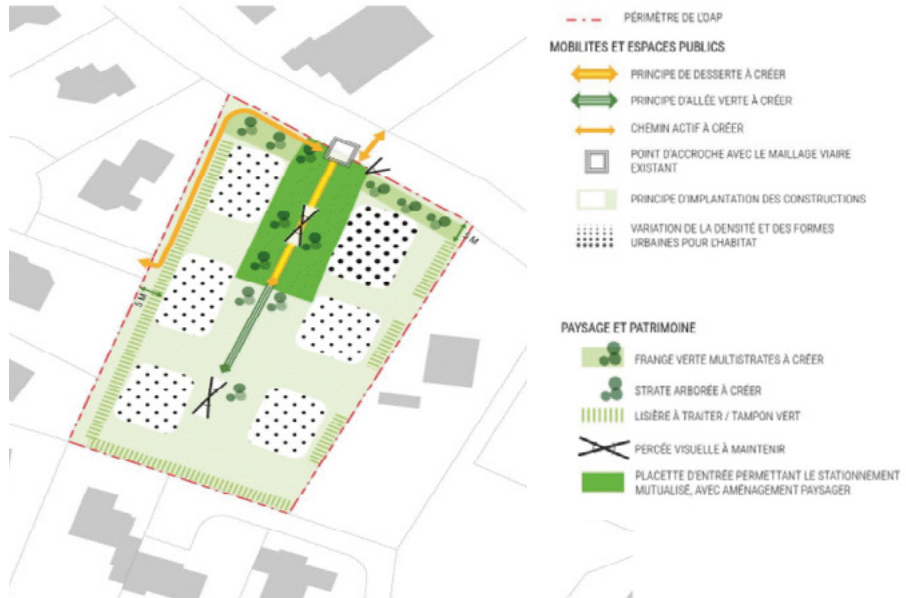 PÉRIMÈTRE DE L'OAP
MOBILITES ET ESPACES PUBLICS
PRINCIPE DE DESSERTE À CRÉER
PRINCIPE D'ALLÉE VERTE À CRÉER
CHEMIN ACTIF À CRÉER
POINT D'ACCROCHE AVEC LE MAILLAGE VIAIRE
EXISTANT
PRINCIPE D'IMPLANTATION DES CONSTRUCTIONS
VARIATION DE LA DENSITÉ ET DES FORMES
URBAINES POUR L'HABITAT
PAYSAGE ET PATRIMOINE
FRANGE VERTE MULTISTRATES À CRÉER
STRATE ARBORÉE À CRÉER
LISIÈRE À TRAITER / TAMPON VERT
PERCÉE VISUELLE À MAINTENIR
PLACETTE D'ENTRÉE PERMETTANT LE STATIONNEMENT
MUTUALISÉ, AVEC AMÉNAGEMENT PAYSAGER
5 M